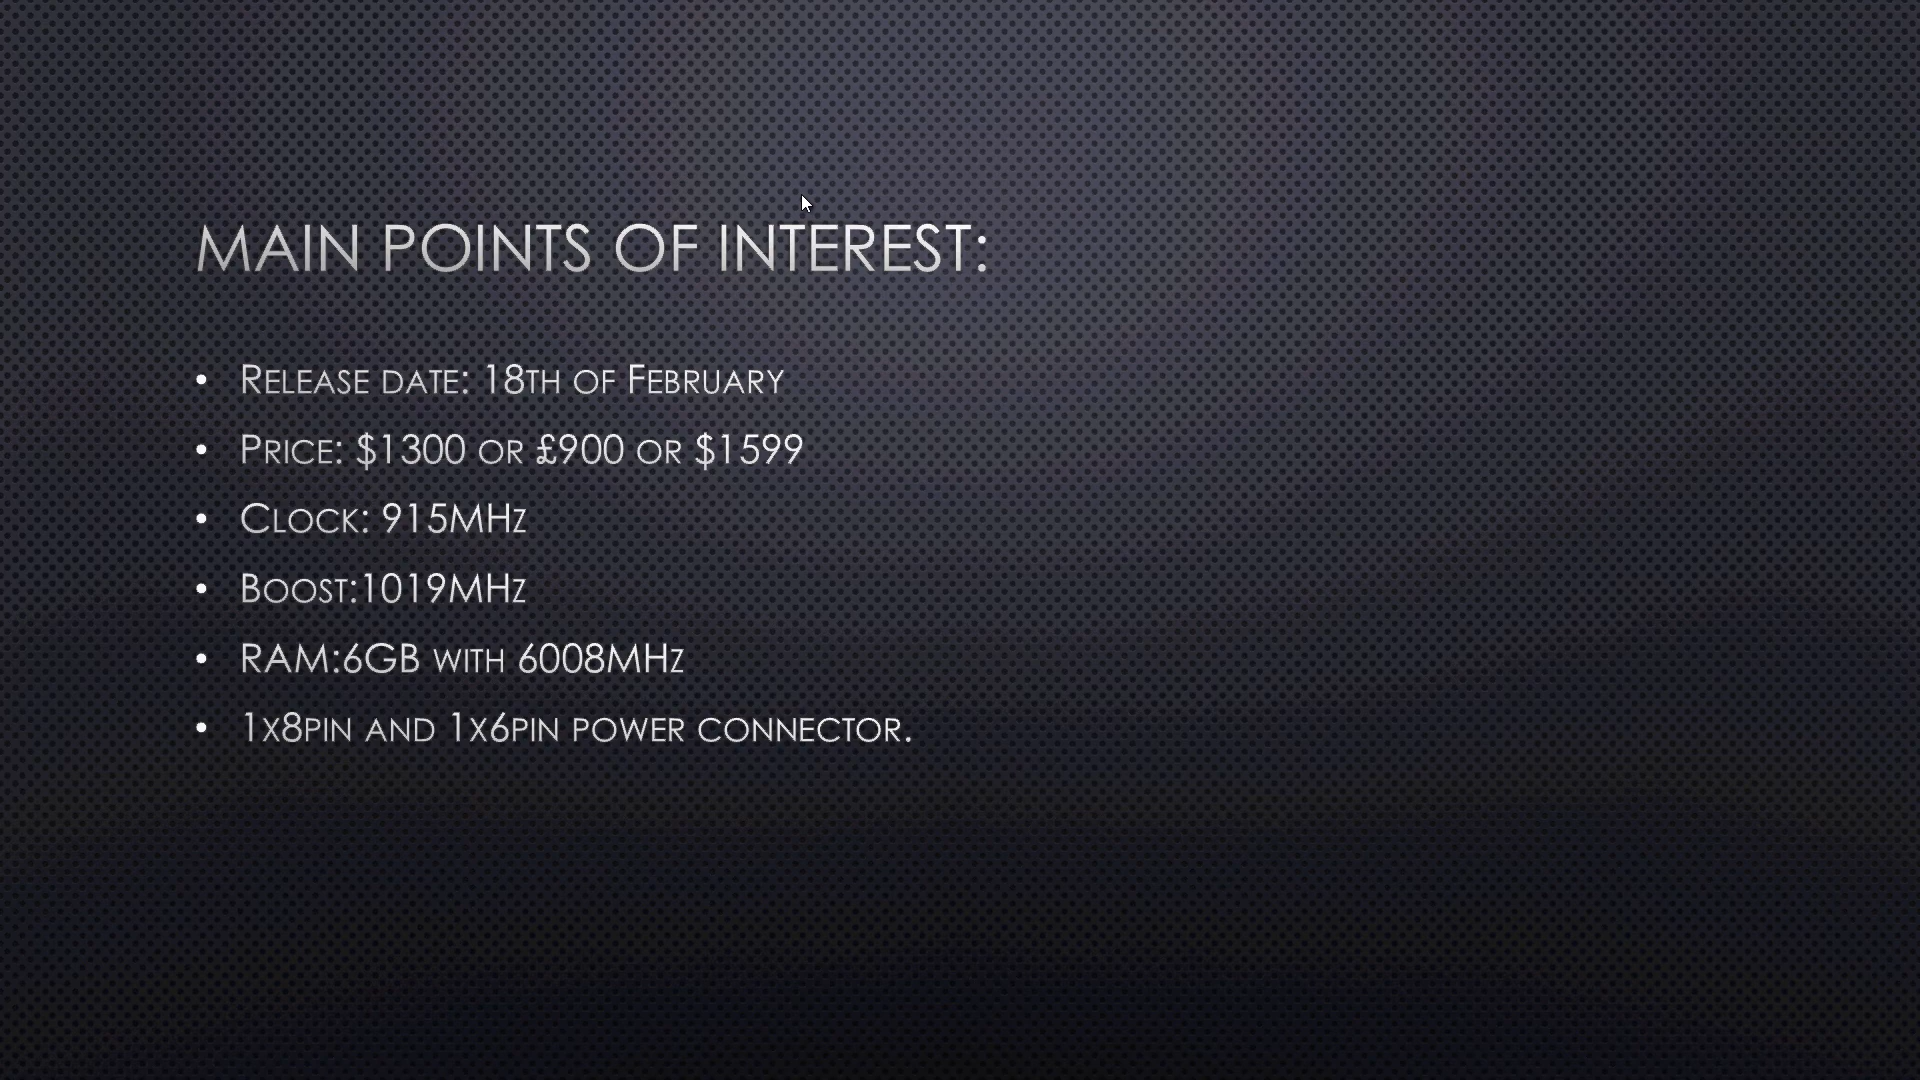 MAIN POINTS OF INTEREST:
• Release date: 18th of February
• Price: $1300 or £900 or $1599
• Clock: 915MHz
• Boost:1019MHz
• RAM:6GB with 6008MHz
• 1x8pin and 1x6pin power connector.